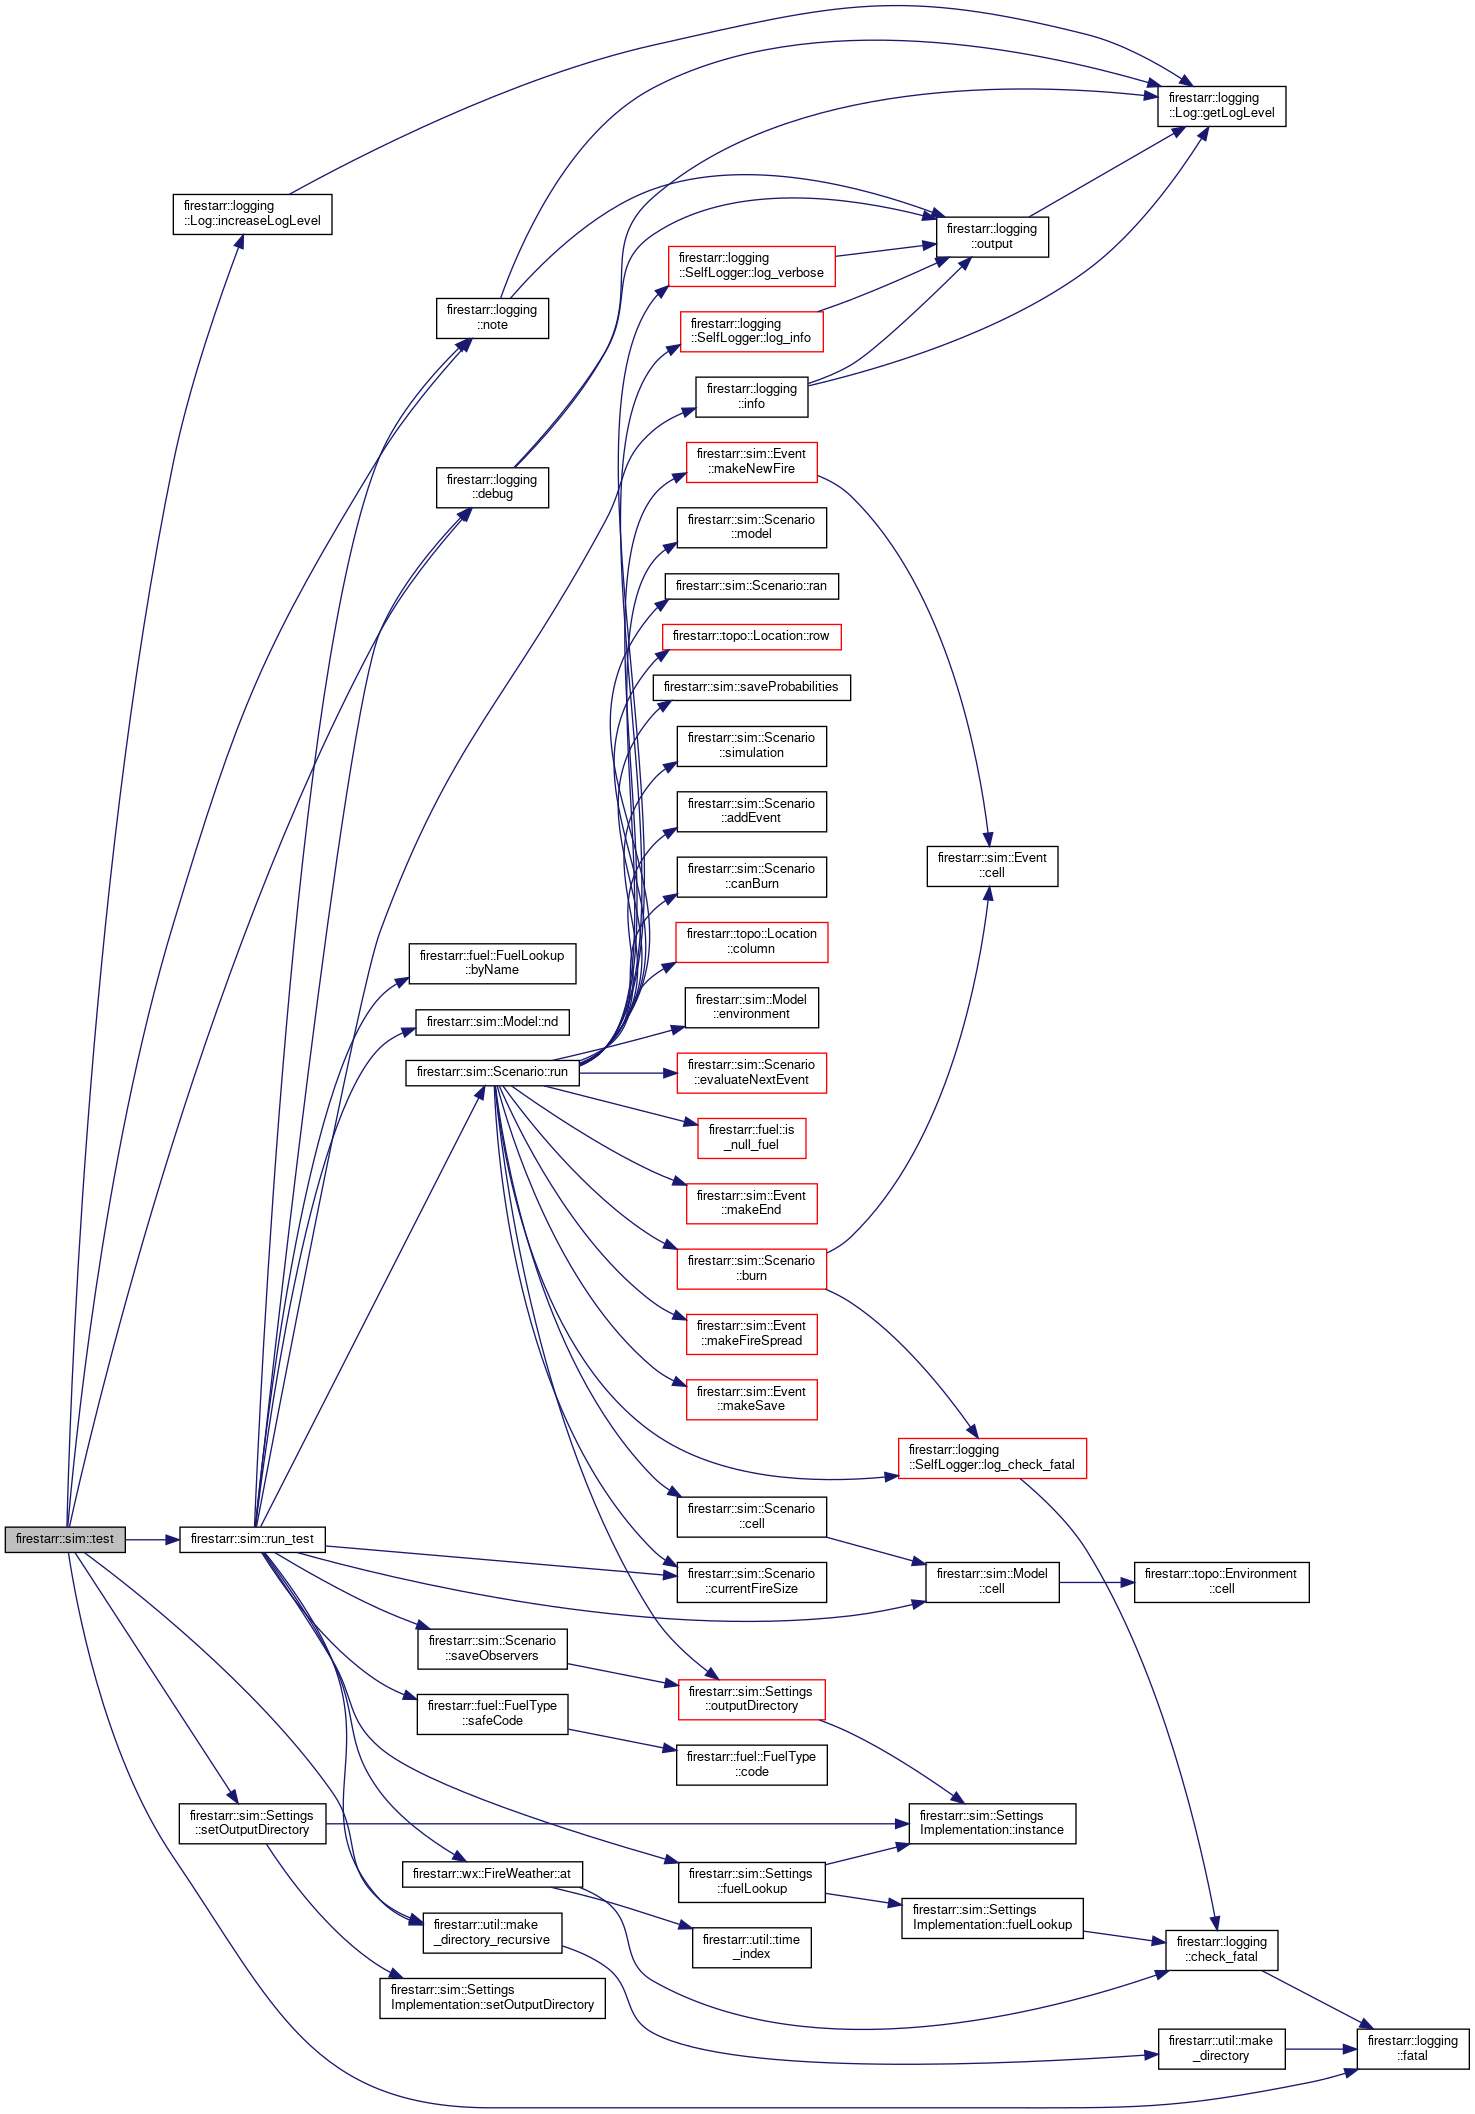 firestarr::logging
::Log::getLogLevel
firestarr::logging
::Log::increaseLogLevel
firestarr::logging
::output
firestarr::logging
::SelfLogger::log_verbose
firestarr::logging
::note
firestarr::logging
::SelfLogger::log_info
firestarr::logging
::info
firestarr::sim::Event
::makeNewFire
firestarr::logging
::debug
firestarr::sim::Scenario
::model
firestarr::sim::Scenario::ran
firestarr::topo::Location::row
firestarr::sim::saveProbabilities
firestarr::sim::Scenario
::simulation
firestarr::sim::Scenario
::addEvent
firestarr::sim::Scenario
::canBurn
firestarr::sim::Event
::cell
firestarr::topo::Location
::column
firestarr::fuel::FuelLookup
::byName
firestarr::sim::Model
::environment
firestarr::sim::Model::nd
firestarr::sim::Scenario::run
firestarr::sim::Scenario
::evaluateNextEvent
firestarr::fuel::is
_null_fuel
firestarr::sim::Event
::makeEnd
firestarr::sim::Scenario
::burn
firestarr::sim::Event
::makeFireSpread
firestarr::sim::Event
::makeSave
firestarr::logging
::SelfLogger::log_check_fatal
firestarr::sim::Scenario
::cell
firestarr::sim::test
firestarr::sim::run_test
firestarr::sim::Scenario
::currentFireSize
firestarr::sim::Model
::cell
firestarr::topo::Environment
::cell
firestarr::sim::Scenario
::saveObservers
firestarr::sim::Settings
::outputDirectory
firestarr::fuel::FuelType
::safeCode
firestarr::fuel::FuelType
::code
firestarr::sim::Settings
::setOutputDirectory
firestarr::sim::Settings
Implementation::instance
firestarr::wx::FireWeather::at
firestarr::sim::Settings
::fuelLookup
firestarr::sim::Settings
Implementation::fuelLookup
firestarr::util::make
_directory_recursive
firestarr::util::time
_index
firestarr::logging
::check_fatal
firestarr::sim::Settings
Implementation::setOutputDirectory
firestarr::util::make
_directory
firestarr::logging
::fatal